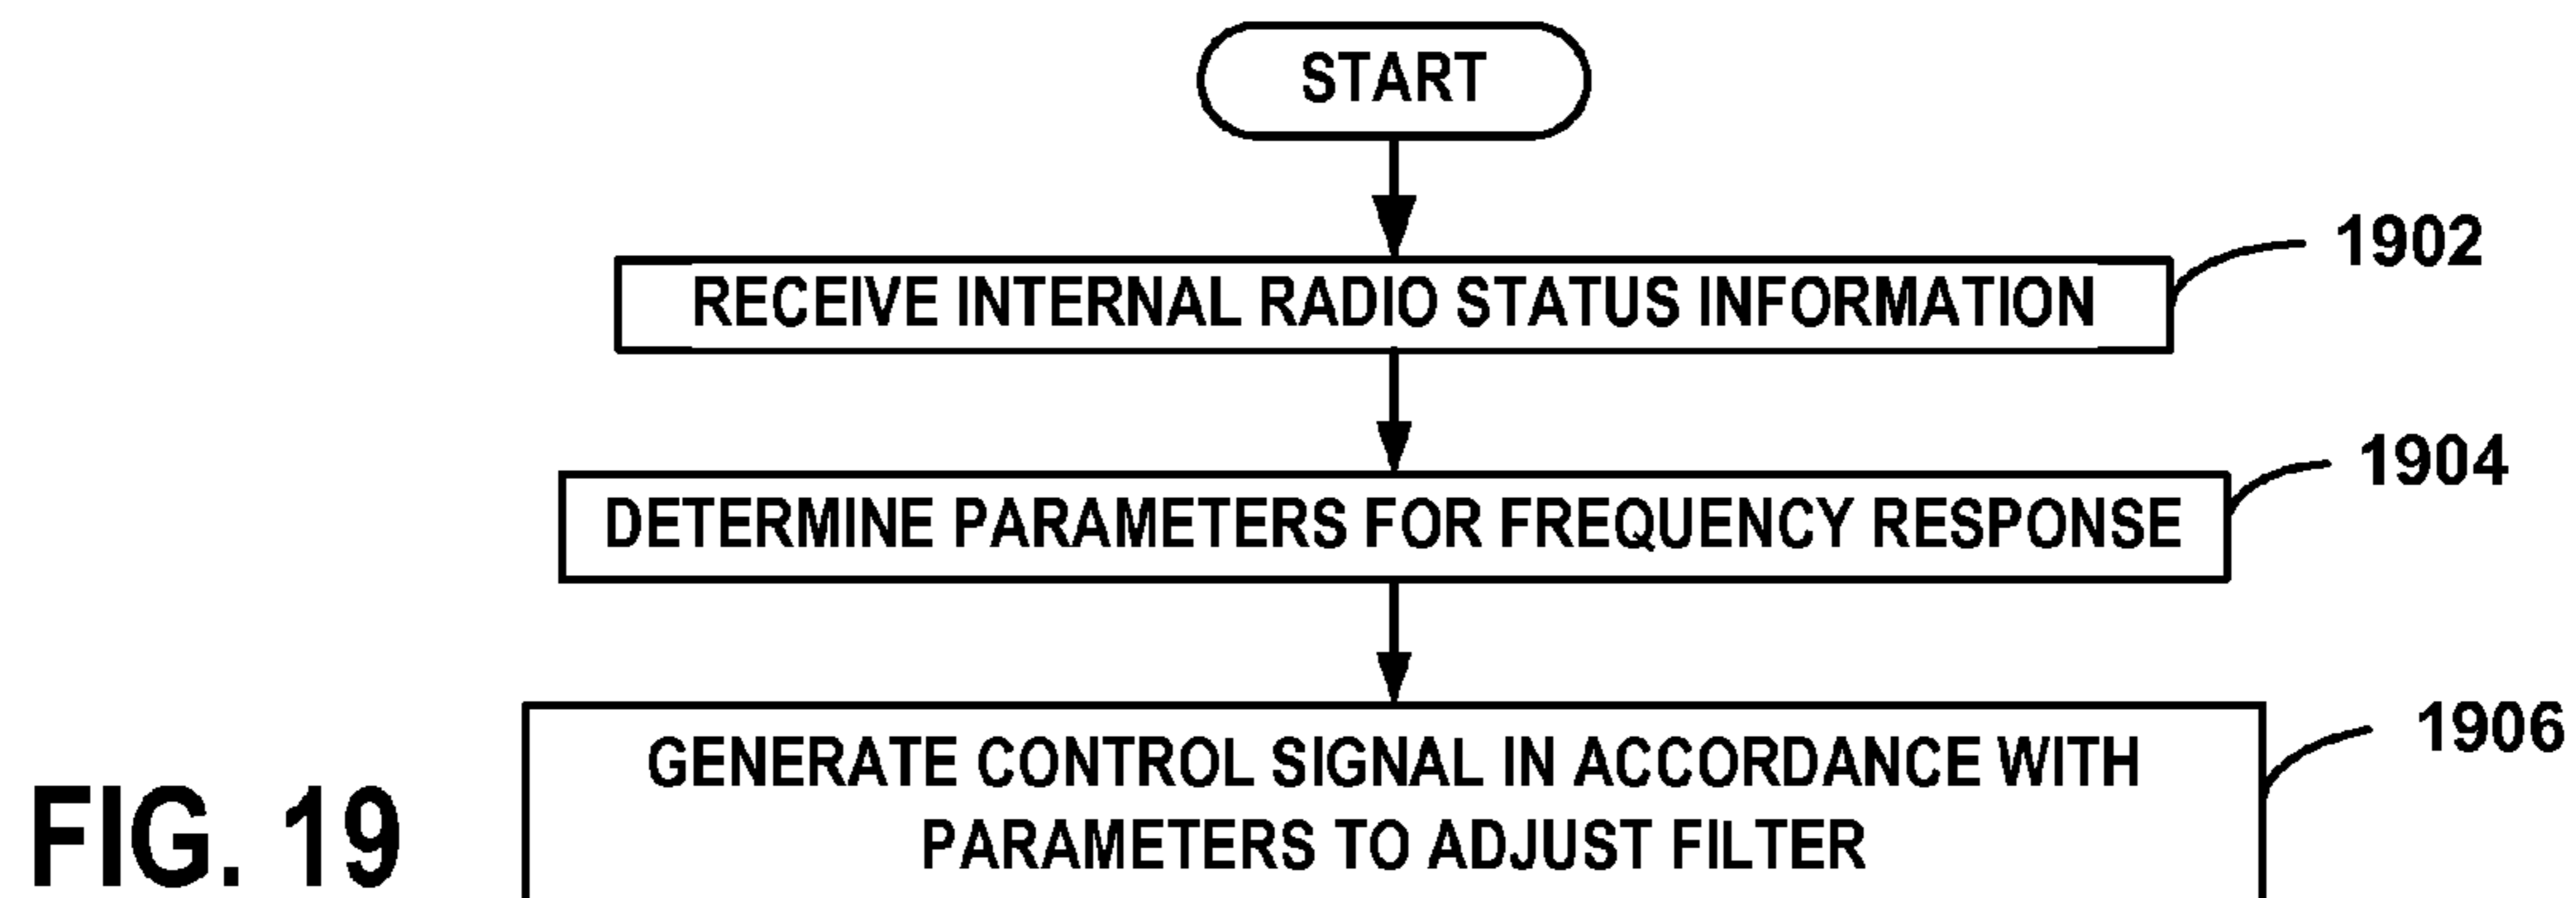 START
RECEIVE INTERNAL RADIO STATUS INFORMATION
1902
DETERMINE PARAMETERS FOR FREQUENCY RESPONSE
1904
GENERATE CONTROL SIGNAL IN ACCORDANCE WITH
PARAMETERS TO ADJUST FILTER
1906
FIG. 19